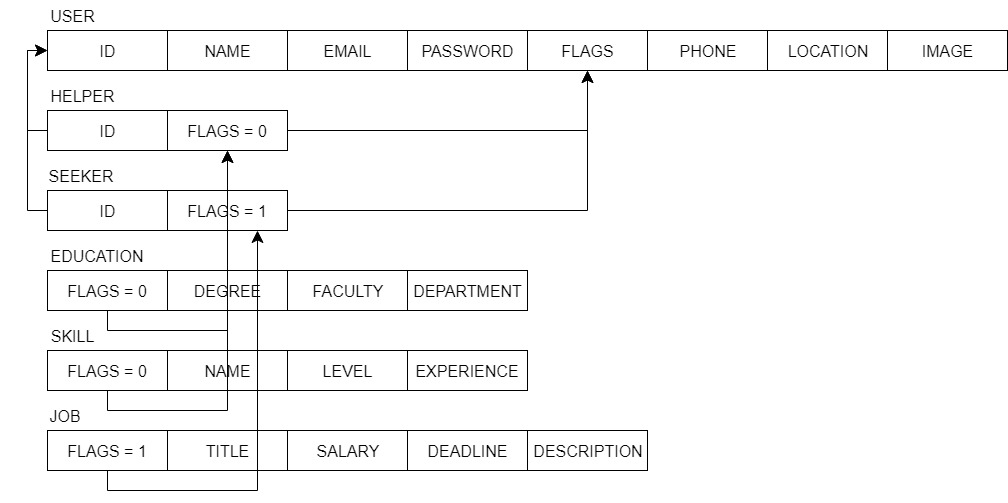 USER
ID NAME EMAIL PASSWORD FLAGS PHONE LOCATION IMAGE
HELPER
ID FLAGS = 0
SEEKER
ID FLAGS = 1
EDUCATION
FLAGS = 0 DEGREE FACULTY DEPARTMENT
SKILL
FLAGS = 0 NAME LEVEL EXPERIENCE
JOB
FLAGS = 1 TITLE SALARY DEADLINE DESCRIPTION